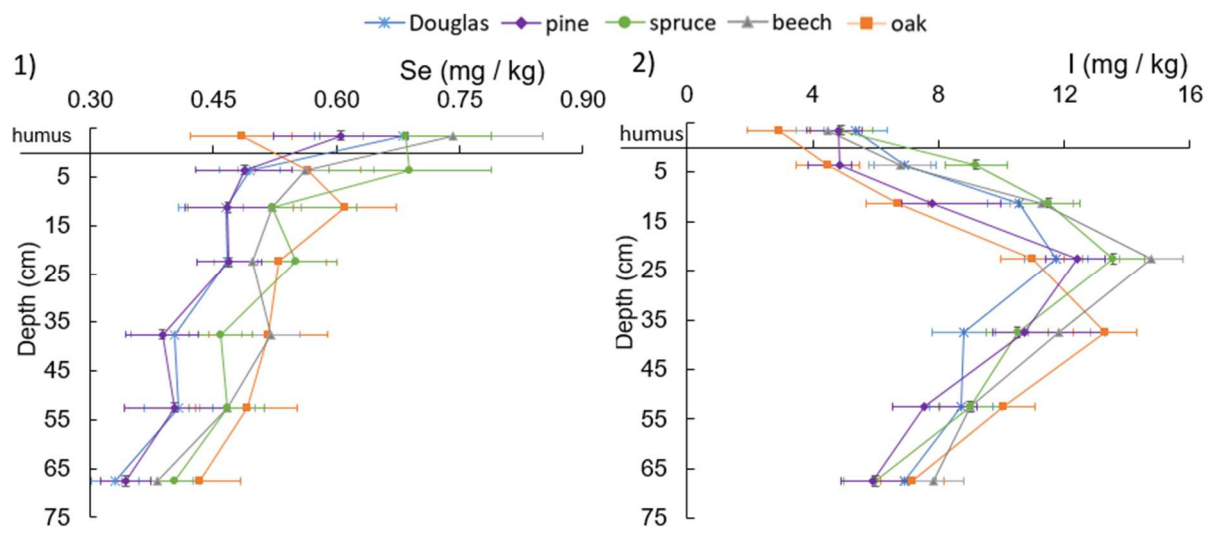 Douglas pine spruce beech oak
1)
Se (mg / kg)
0.30 0.45 0.60 0.75 0.90
humus
5
15
25
35
45
55
65
75
Depth (cm)
2)
I (mg / kg)
0 4 8 12 16
humus
5
15
25
35
45
55
65
75
Depth (cm)